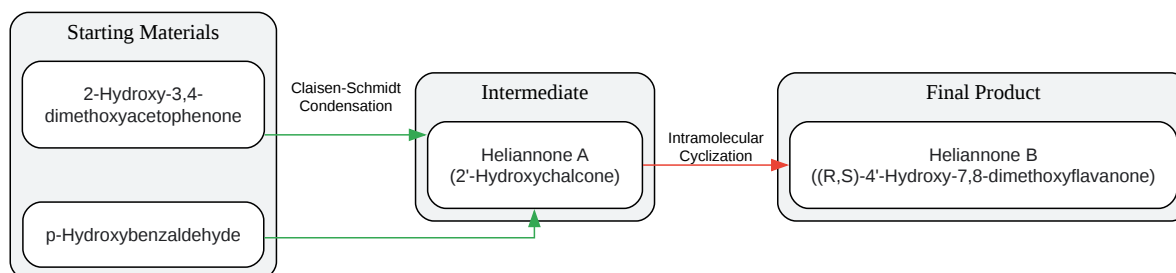 Starting Materials
2-Hydroxy-3,4-
dimethoxyacetophenone
p-Hydroxybenzaldehyde
Claisen-Schmidt
Condensation
Intermediate
Heliannone A
(2'-Hydroxychalcone)
Intramolecular
Cyclization
Final Product
Heliannone B
((R,S)-4'-Hydroxy-7,8-dimethoxyflavanone)